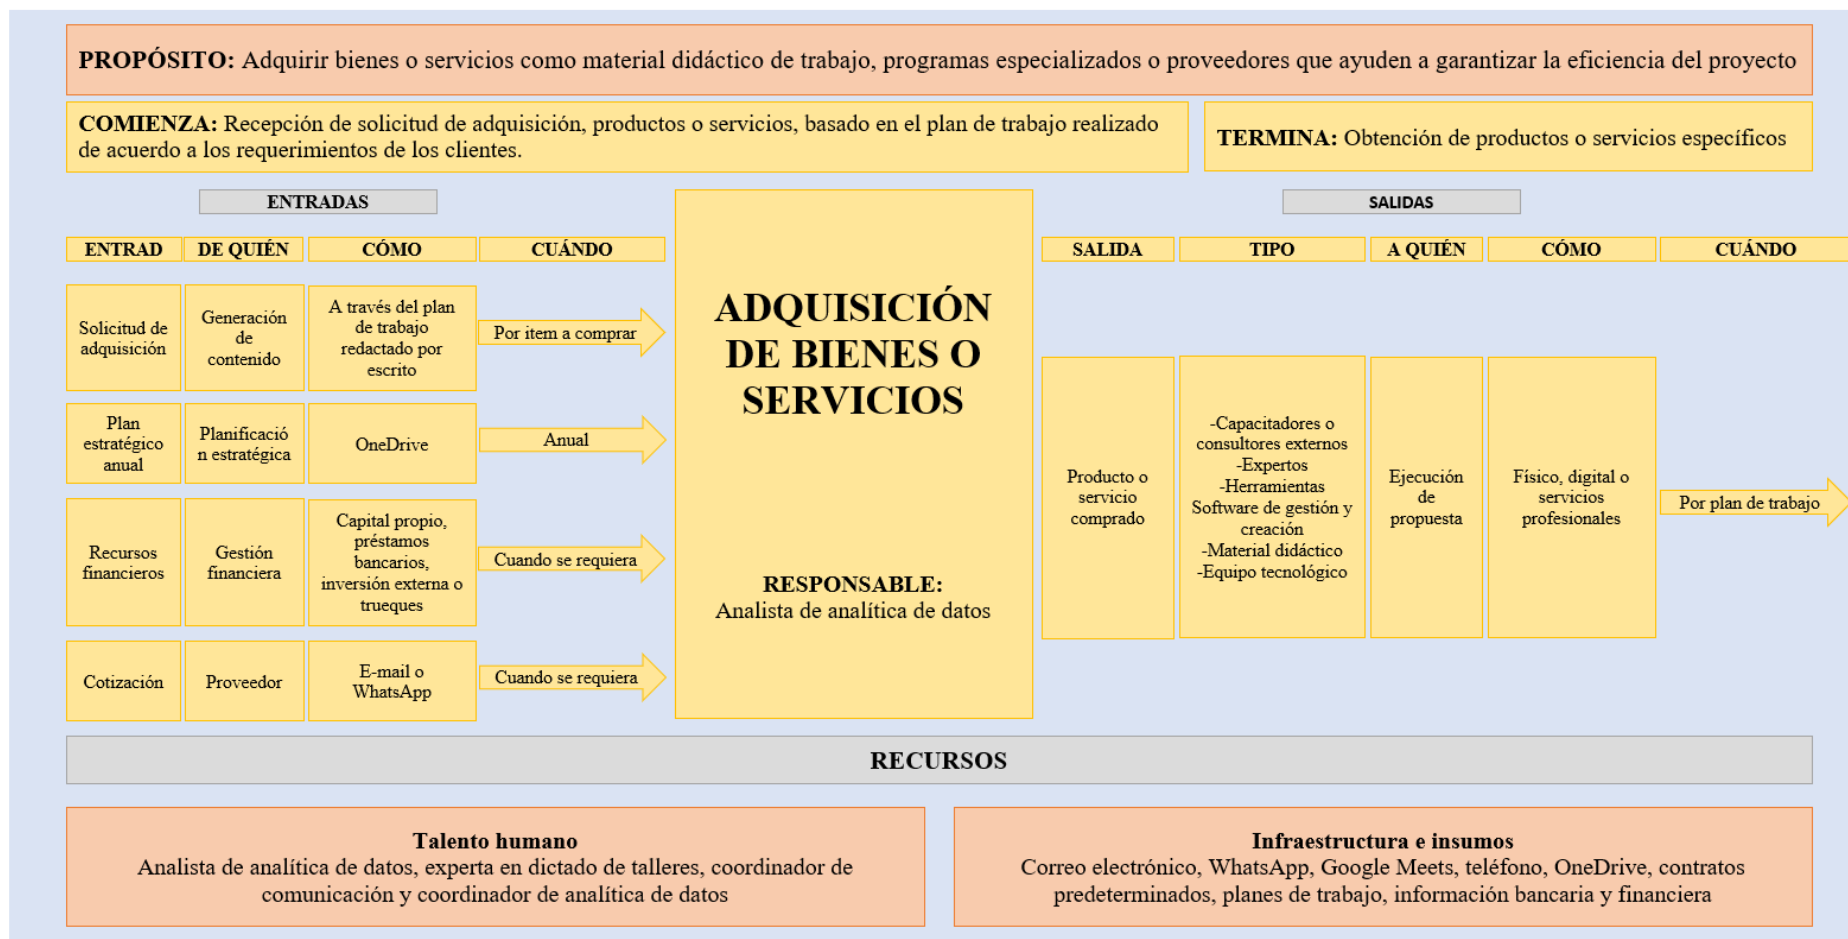 PROPÓSITO: Adquirir bienes o servicios como material didáctico de trabajo, programas especializados o proveedores que ayuden a garantizar la eficiencia del proyecto
COMIENZA: Recepción de solicitud de adquisición, productos o servicios, basado en el plan de trabajo realizado
de acuerdo a los requerimientos de los clientes.
TERMINA: Obtención de productos o servicios específicos
ENTRADAS
ENTRAD
DE QUIÉN
CÓMO
CUÁNDO
Solicitud de
adquisición
Generación
de
contenido
A través del plan
de trabajo
redactado por
escrito
Por item a comprar
Plan
estratégico
anual
Planificació
n estratégica
OneDrive
Anual
Recursos
financieros
Gestión
financiera
Capital propio,
préstamos
bancarios,
inversión externa o
trueques
Cuando se requiera
Cotización
Proveedor
E-mail o
WhatsApp
Cuando se requiera
ADQUISICIÓN
DE BIENES O
SERVICIOS
RESPONSABLE:
Analista de analítica de datos
SALIDAS
SALIDA
TIPO
A QUIÉN
CÓMO
CUÁNDO
Producto o
servicio
comprado
-Capacitadores o
consultores externos
-Expertos
-Herramientas
Software de gestión y
creación
-Material didáctico
-Equipo tecnológico
Ejecución
de
propuesta
Físico, digital o
servicios
profesionales
Por plan de trabajo
RECURSOS
Talento humano
Analista de analítica de datos, experta en dictado de talleres, coordinador de
comunicación y coordinador de analítica de datos
Infraestructura e insumos
Correo electrónico, WhatsApp, Google Meets, teléfono, OneDrive, contratos
predeterminados, planes de trabajo, información bancaria y financiera